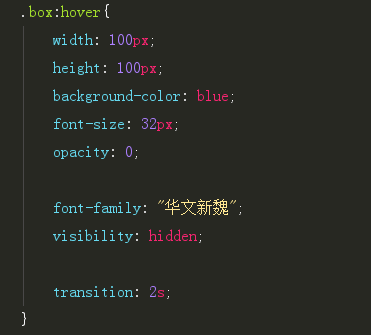 .box:hover{
width: 100px;
height: 100px;
background-color: blue;
font-size: 32px;
opacity: 0;
font-family: "华文新魏";
visibility: hidden;
transition: 2s;
}